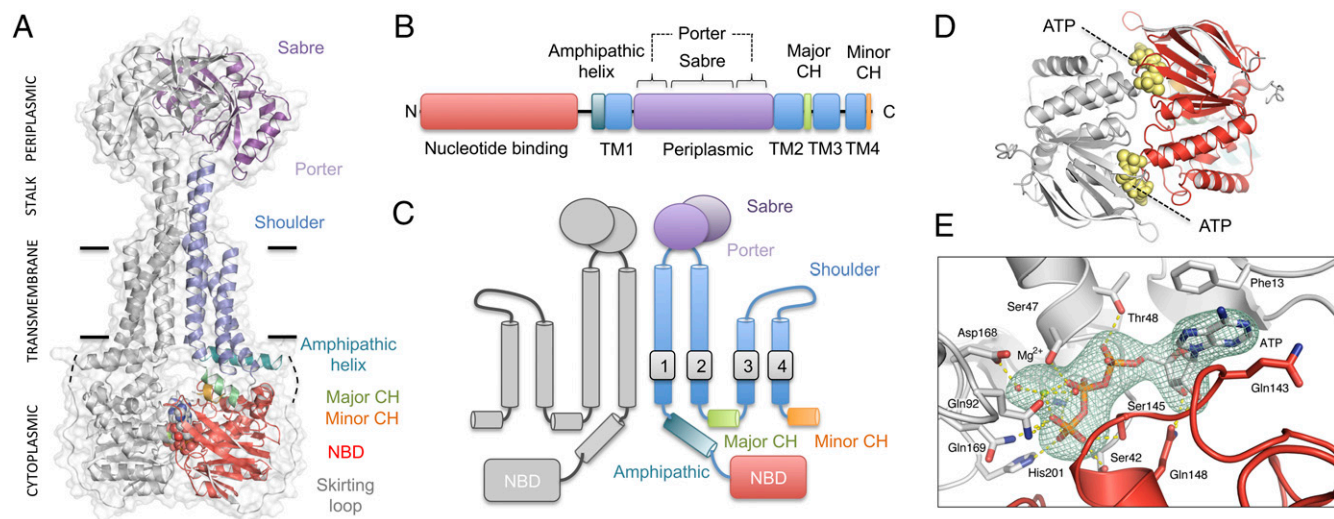 A
PERIPLASMIC
STALK
TRANSMEMBRANE
CYTOPLASMIC
Sabre
Porter
Shoulder
Amphipathic
helix
Major CH
Minor CH
NBD
Skirting
loop
B
Amphipathic
helix
Porter
Sabre
Major
CH
Minor
CH
N
C
Nucleotide binding
TM1
Periplasmic
TM2
TM3
TM4
C
Sabre
Porter
Shoulder
1
2
3
4
Major CH
Minor CH
Amphipathic
NBD
NBD
D
ATP
ATP
E
Ser47
Thr48
Phe13
Asp168
Mg²⁺
ATP
Gln143
Gln92
Ser145
Gln169
Ser42
His201
Gln148